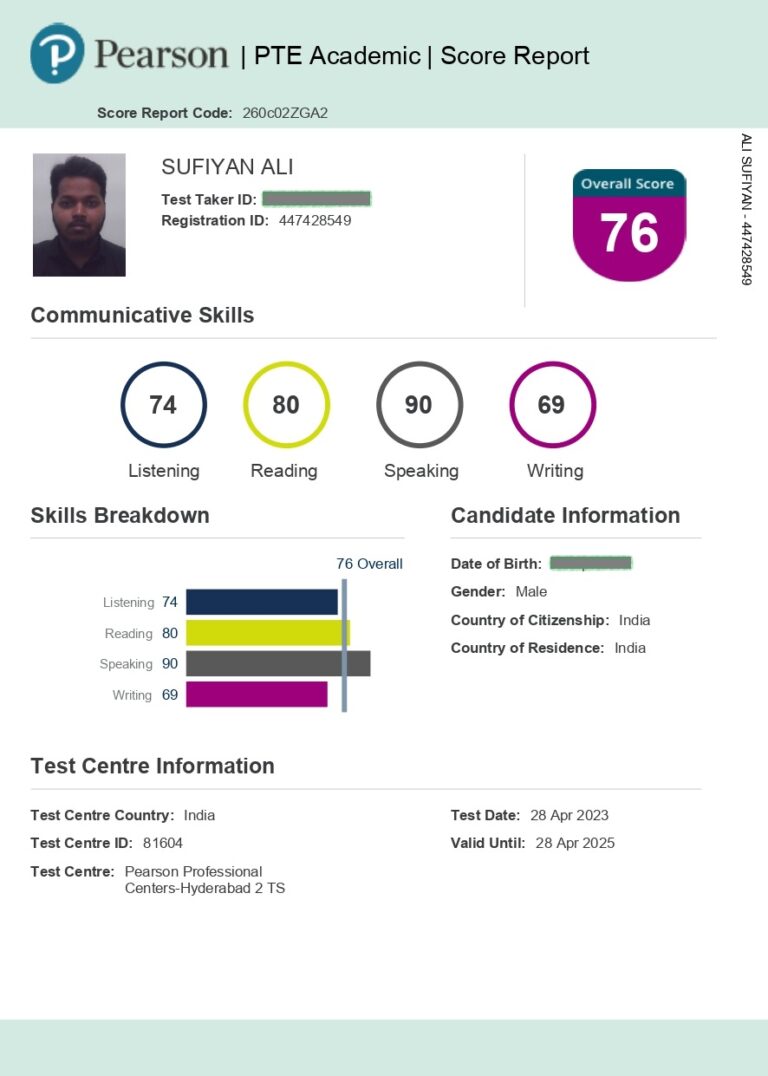 Pearson | PTE Academic | Score Report
Score Report Code: 260c02ZGA2
ALI SUFIYAN - 447428549
SUFIYAN ALI
Test Taker ID:
Registration ID: 447428549
Overall Score
76
Communicative Skills
74 80 90 69
Listening Reading Speaking Writing
Skills Breakdown
76 Overall
Listening 74
Reading 80
Speaking 90
Writing 69
Candidate Information
Date of Birth:
Gender: Male
Country of Citizenship: India
Country of Residence: India
Test Centre Information
Test Centre Country: India
Test Centre ID: 81604
Test Centre: Pearson Professional
Centers-Hyderabad 2 TS
Test Date: 28 Apr 2023
Valid Until: 28 Apr 2025